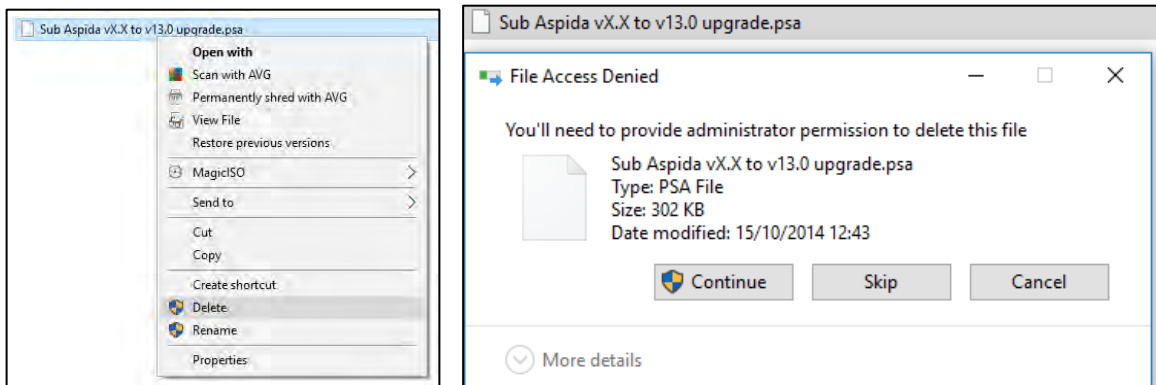 Sub Aspida vX.X to v13.0 upgrade.psa
Open with
Scan with AVG
Permanently shred with AVG
View File
Restore previous versions
MagicISO
Send to
Cut
Copy
Create shortcut
Delete
Rename
Properties
Sub Aspida vX.X to v13.0 upgrade.psa
File Access Denied
You'll need to provide administrator permission to delete this file
Sub Aspida vX.X to v13.0 upgrade.psa
Type: PSA File
Size: 302 KB
Date modified: 15/10/2014 12:43
Continue Skip Cancel
More details